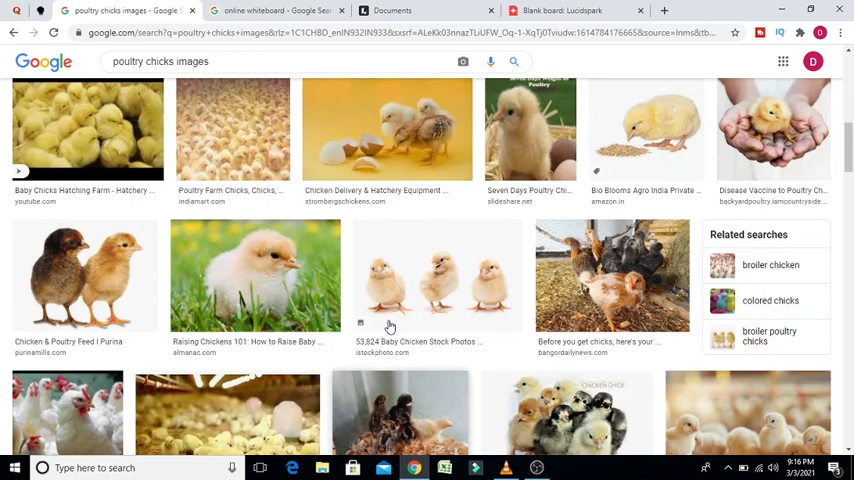 poultry chicks images - Google S
online whiteboard - Google Sear
Documents
Blank board: Lucidspark
google.com/search?q=poultry+chicks+images&rlz=1C1CHBD_enIN932IN933&sxsrf=ALeKk03nnazTLiUFW_Oq-1-XqTj0Tviudw:1614784176665&source=lnms&tb...
Google
poultry chicks images
D
Baby Chicks Hatching Farm - Hatchery ...
youtube.com
Poultry Farm Chicks, Chicks, ...
indiamart.com
Chicken Delivery & Hatchery Equipment ...
strombergschickens.com
Seven Days Poultry Chi...
slideshare.net
Bio Blooms Agro India Private ...
amazon.in
Disease Vaccine to Poultry Ch...
backyardpoultry.iamcountryside....
Chicken & Poultry Feed I Purina
purinamills.com
Raising Chickens 101: How to Raise Baby ...
almanac.com
53,824 Baby Chicken Stock Photos ...
istockphoto.com
Before you get chicks, here's your ...
bangordailynews.com
Related searches
broiler chicken
colored chicks
broiler poultry
chicks
Type here to search
9:16 PM
3/3/2021
3